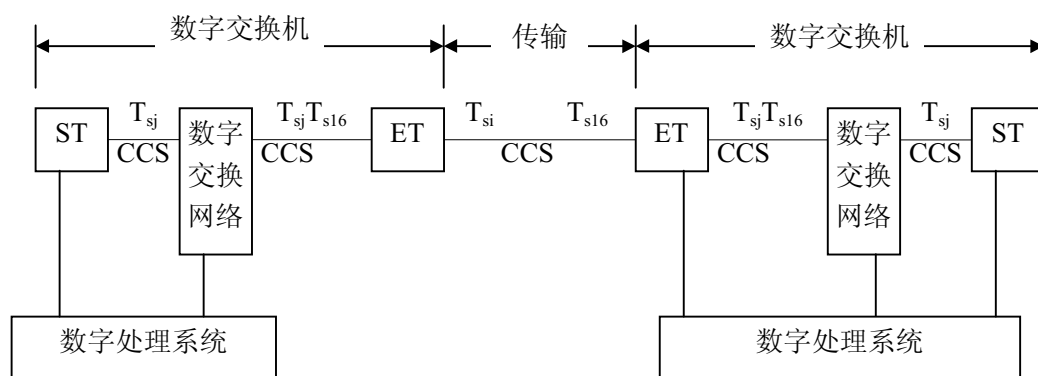 数字交换机 传输 数字交换机
ST Tsj 数字交换网络 TsjTs16 ET Tsi Ts16 ET TsjTs16 数字交换网络 Tsj ST
CCS CCS CCS CCS CCS
数字处理系统 数字处理系统